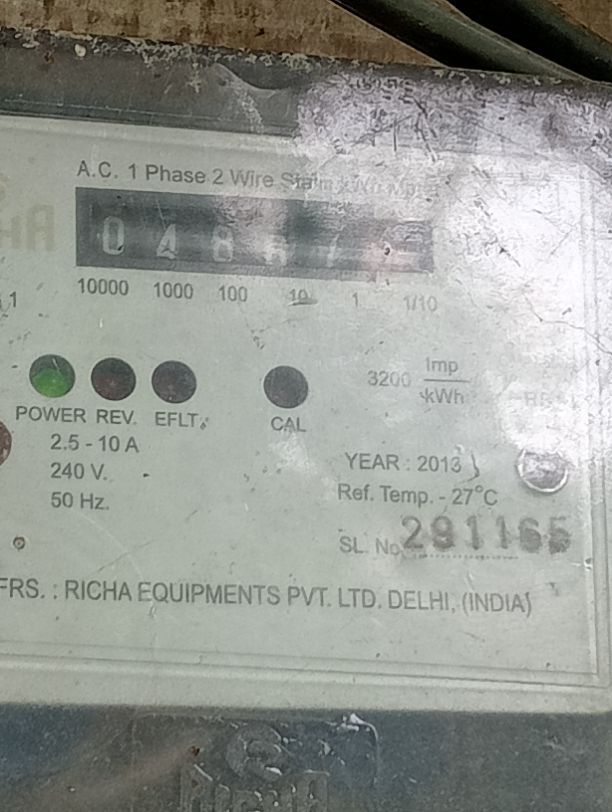 A.C. 1 Phase 2 Wire
0 4 8
10000 1000 100 10 1 1/10
3200 Imp/kWh
POWER REV. EFLT.
CAL
2.5 - 10 A
240 V.
50 Hz.
YEAR : 2013
Ref. Temp. - 27°C
SL. No. 291165
FRS. : RICHA EQUIPMENTS PVT. LTD. DELHI, (INDIA)